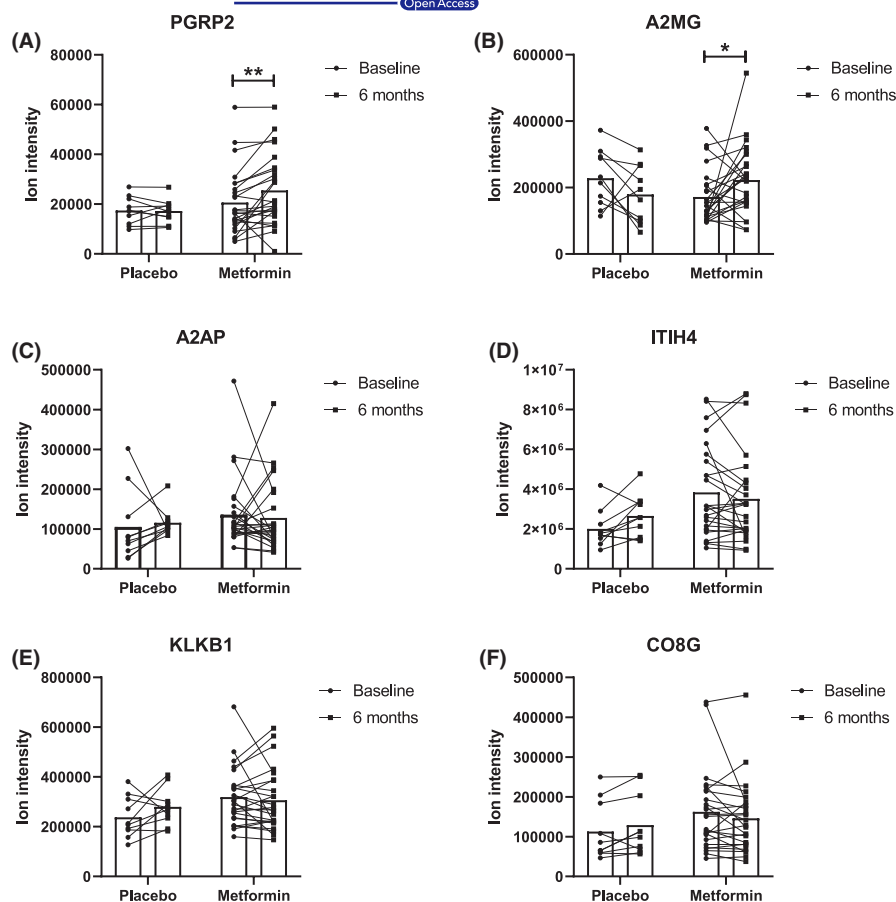 Open Access
PGRP2
(A)
80000
60000
40000
20000
0
Ion intensity
**
Placebo
Metformin
Baseline
6 months
A2MG
(B)
600000
400000
200000
0
Ion intensity
*
Placebo
Metformin
Baseline
6 months
A2AP
(C)
500000
400000
300000
200000
100000
0
Ion intensity
Placebo
Metformin
Baseline
6 months
ITIH4
(D)
1×10⁷
8×10⁶
6×10⁶
4×10⁶
2×10⁶
0
Ion intensity
Placebo
Metformin
Baseline
6 months
KLKB1
(E)
800000
600000
400000
200000
0
Ion intensity
Placebo
Metformin
Baseline
6 months
CO8G
(F)
500000
400000
300000
200000
100000
0
Ion intensity
Placebo
Metformin
Baseline
6 months